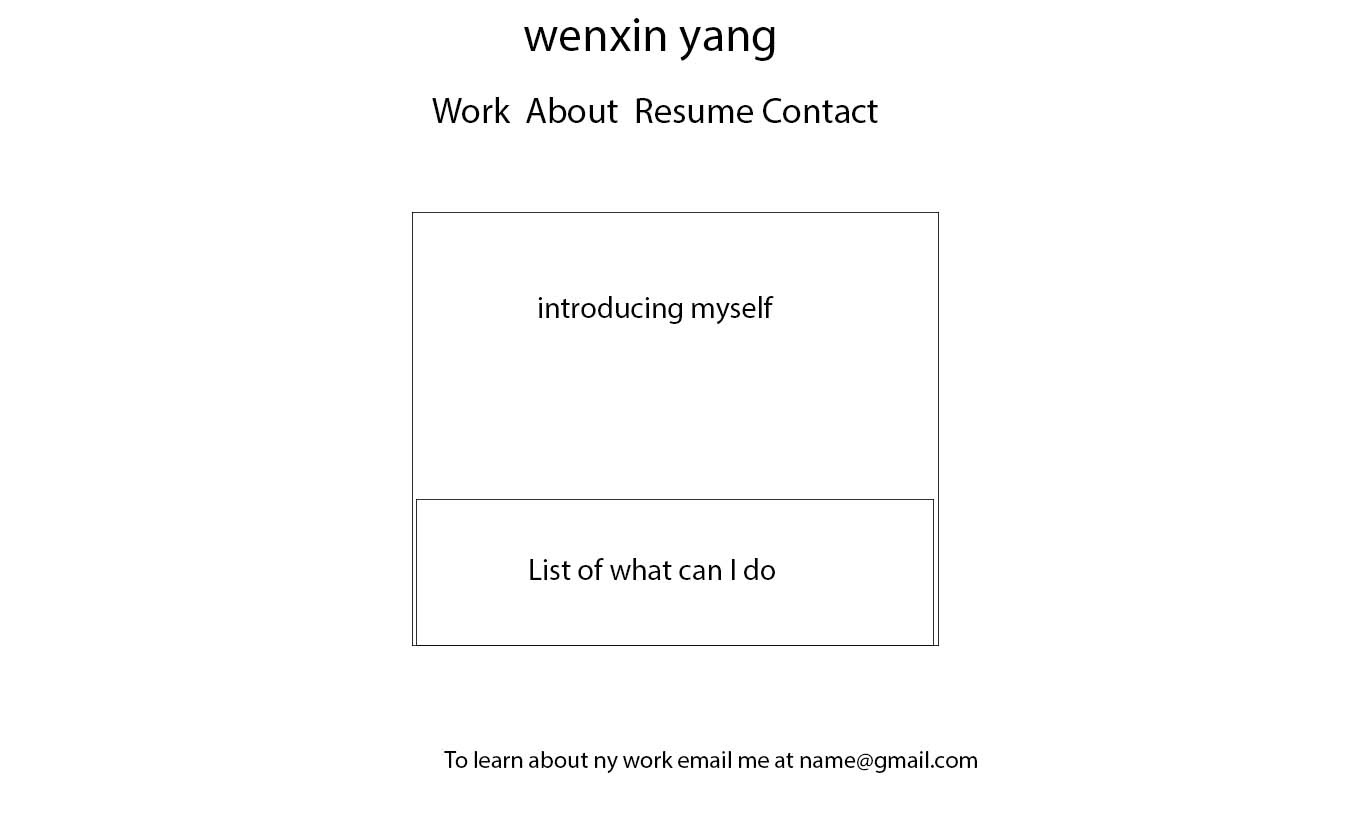 wenxin yang
Work About Resume Contact
introducing myself
List of what can I do
To learn about ny work email me at name@gmail.com